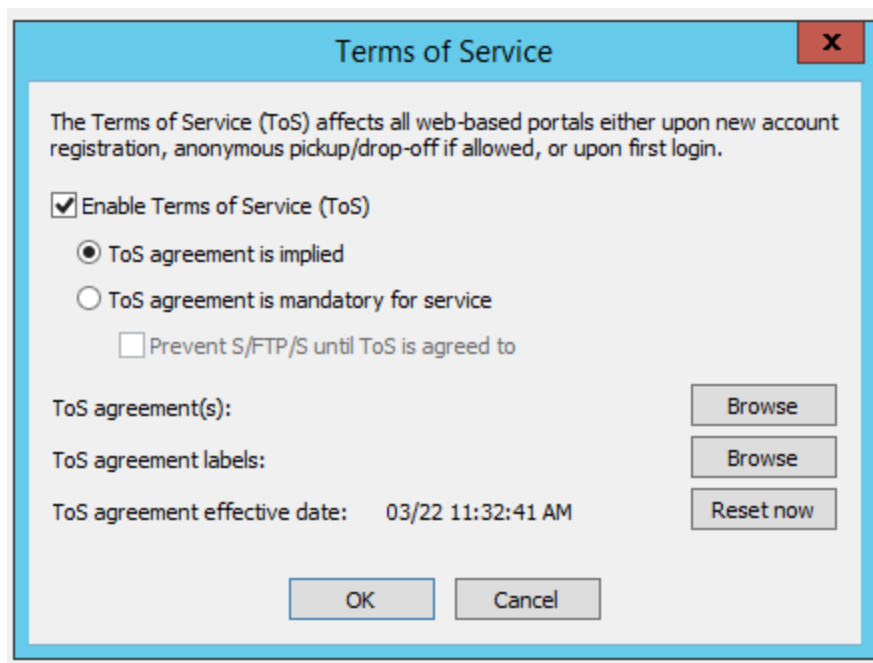 Terms of Service
x
The Terms of Service (ToS) affects all web-based portals either upon new account
registration, anonymous pickup/drop-off if allowed, or upon first login.
Enable Terms of Service (ToS)
ToS agreement is implied
ToS agreement is mandatory for service
Prevent S/FTP/S until ToS is agreed to
ToS agreement(s): Browse
ToS agreement labels: Browse
ToS agreement effective date: 03/22 11:32:41 AM Reset now
OK Cancel